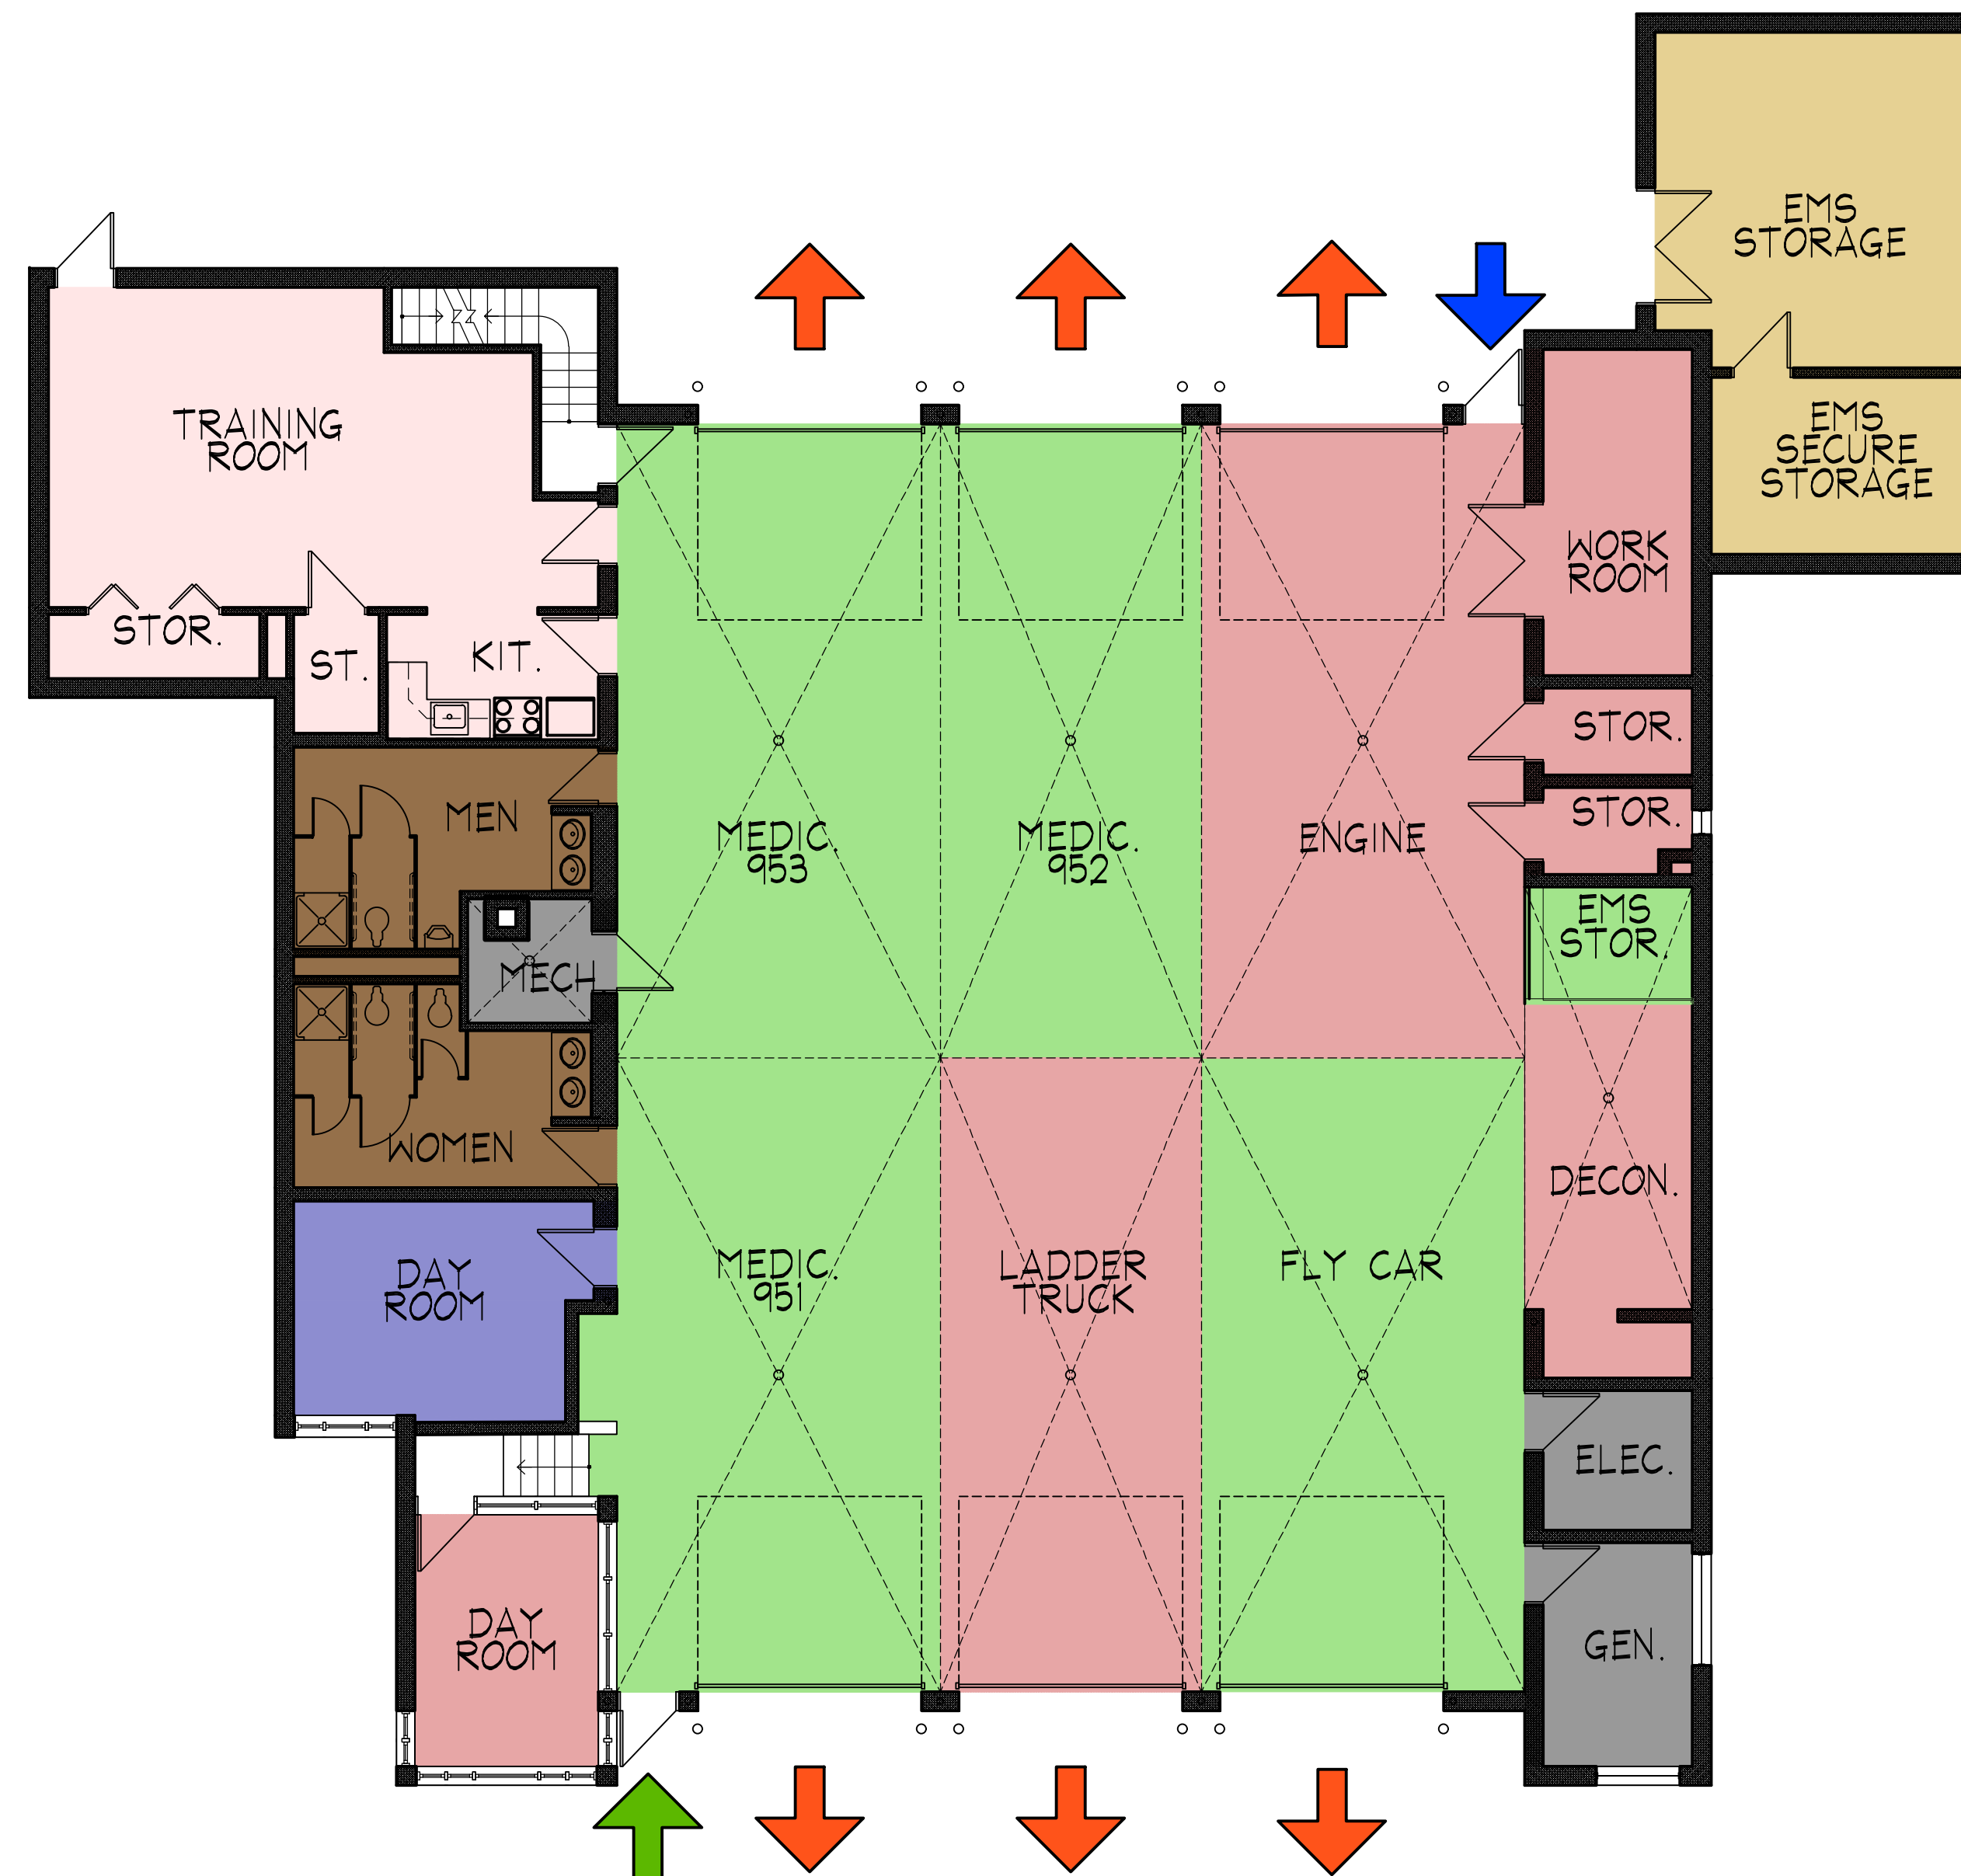 EMS
STORAGE
TRAINING
ROOM
EMS
SECURE
STORAGE
WORK
ROOM
STOR.
ST.
KIT.
STOR.
STOR.
MEN
MEDIC.
953
MEDIC.
952
ENGINE
EMS
STOR.
MECH
WOMEN
DECON.
DAY
ROOM
MEDIC.
951
LADDER
TRUCK
FLY CAR
ELEC.
DAY
ROOM
GEN.